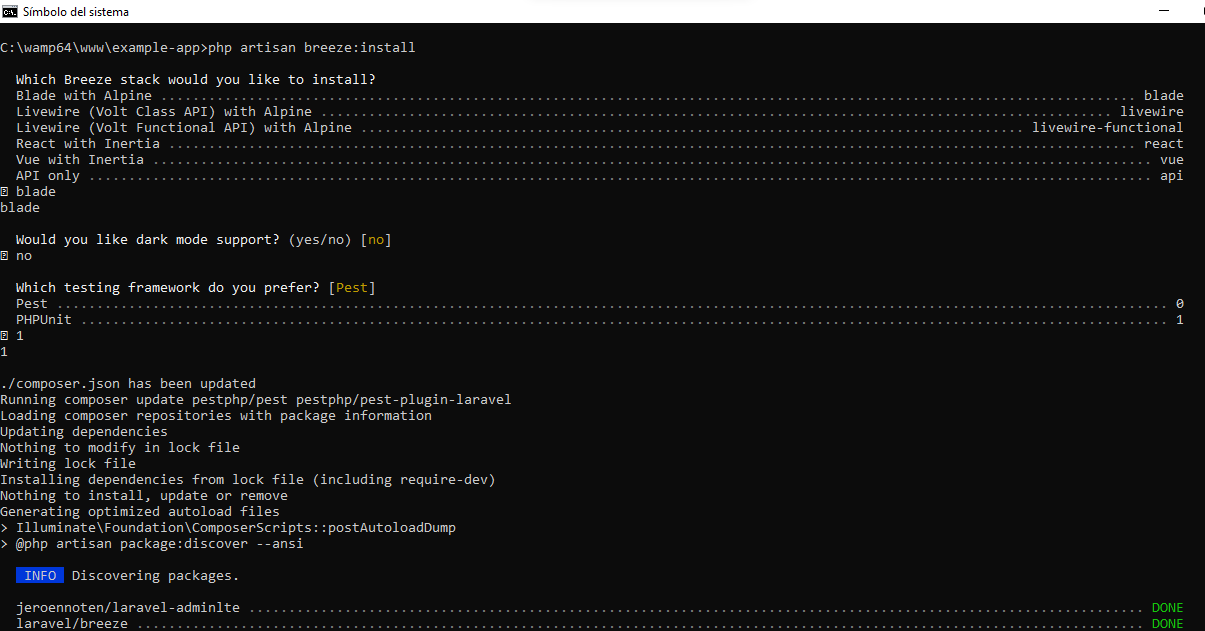 Símbolo del sistema
C:\wamp64\www\example-app>php artisan breeze:install
Which Breeze stack would you like to install?
Blade with Alpine ........................................................................................................................ blade
Livewire (Volt Class API) with Alpine .................................................................................................... livewire
Livewire (Volt Functional API) with Alpine ................................................................................... livewire-functional
React with Inertia ....................................................................................................................... react
Vue with Inertia ........................................................................................................................... vue
API only ................................................................................................................................... api
blade
blade
Would you like dark mode support? (yes/no) [no]
no
Which testing framework do you prefer? [Pest]
Pest ......................................................................................................................................... 0
PHPUnit ...................................................................................................................................... 1
1
1
./composer.json has been updated
Running composer update pestphp/pest pestphp/pest-plugin-laravel
Loading composer repositories with package information
Updating dependencies
Nothing to modify in lock file
Writing lock file
Installing dependencies from lock file (including require-dev)
Nothing to install, update or remove
Generating optimized autoload files
> Illuminate\Foundation\ComposerScripts::postAutoloadDump
> @php artisan package:discover --ansi
INFO Discovering packages.
jeroennoten/laravel-adminlte .............................................................................................................. DONE
laravel/breeze ............................................................................................................................ DONE